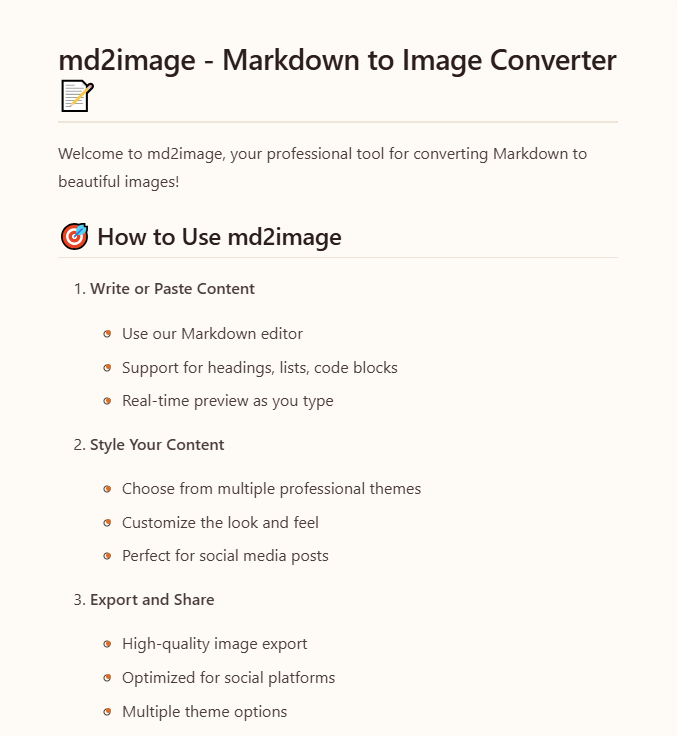 md2image - Markdown to Image Converter
📝
Welcome to md2image, your professional tool for converting Markdown to
beautiful images!
🎯 How to Use md2image
1. Write or Paste Content
Use our Markdown editor
Support for headings, lists, code blocks
Real-time preview as you type
2. Style Your Content
Choose from multiple professional themes
Customize the look and feel
Perfect for social media posts
3. Export and Share
High-quality image export
Optimized for social platforms
Multiple theme options